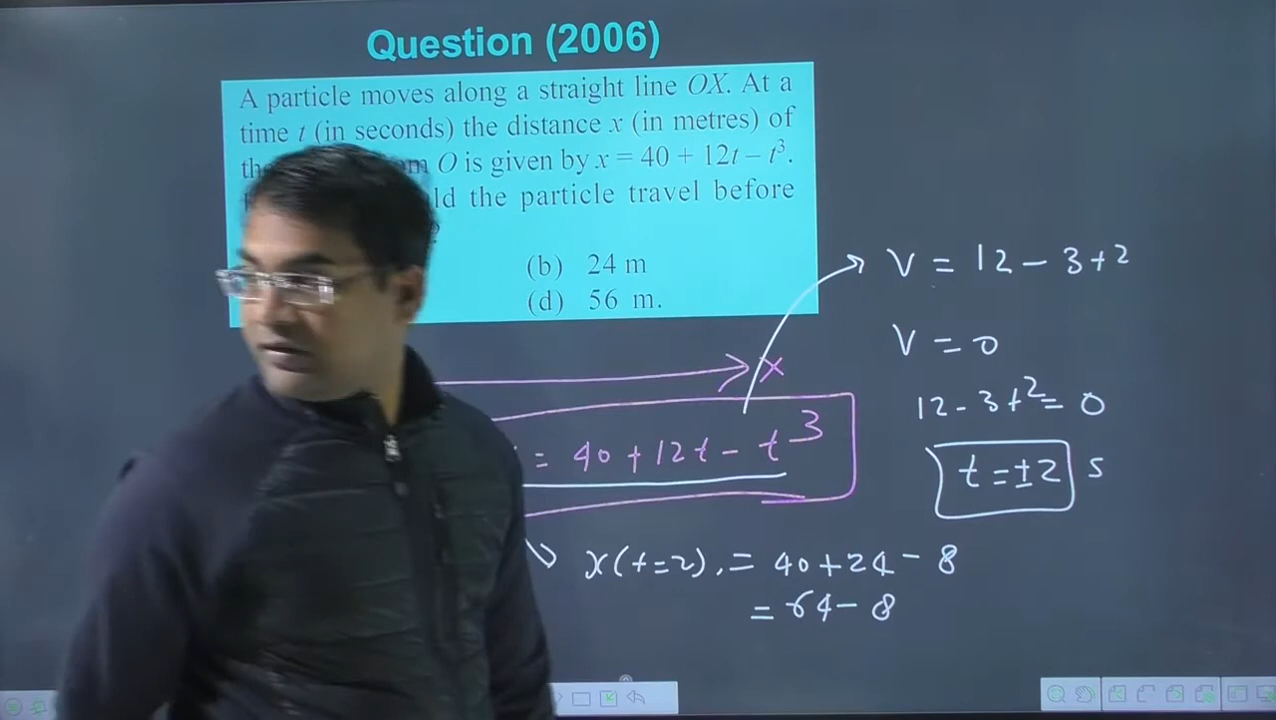 Question (2006)
A particle moves along a straight line OX. At a
time t (in seconds) the distance x (in metres) of
O is given by x = 40 + 12t – t³.
the particle travel before
(b) 24 m
(d) 56 m.
V = 12 - 3t2
V = 0
x
12 - 3t² = 0
= 40 + 12t - t³
t = ±2 s
x(t=2) . = 40 + 24 - 8
= 64 - 8